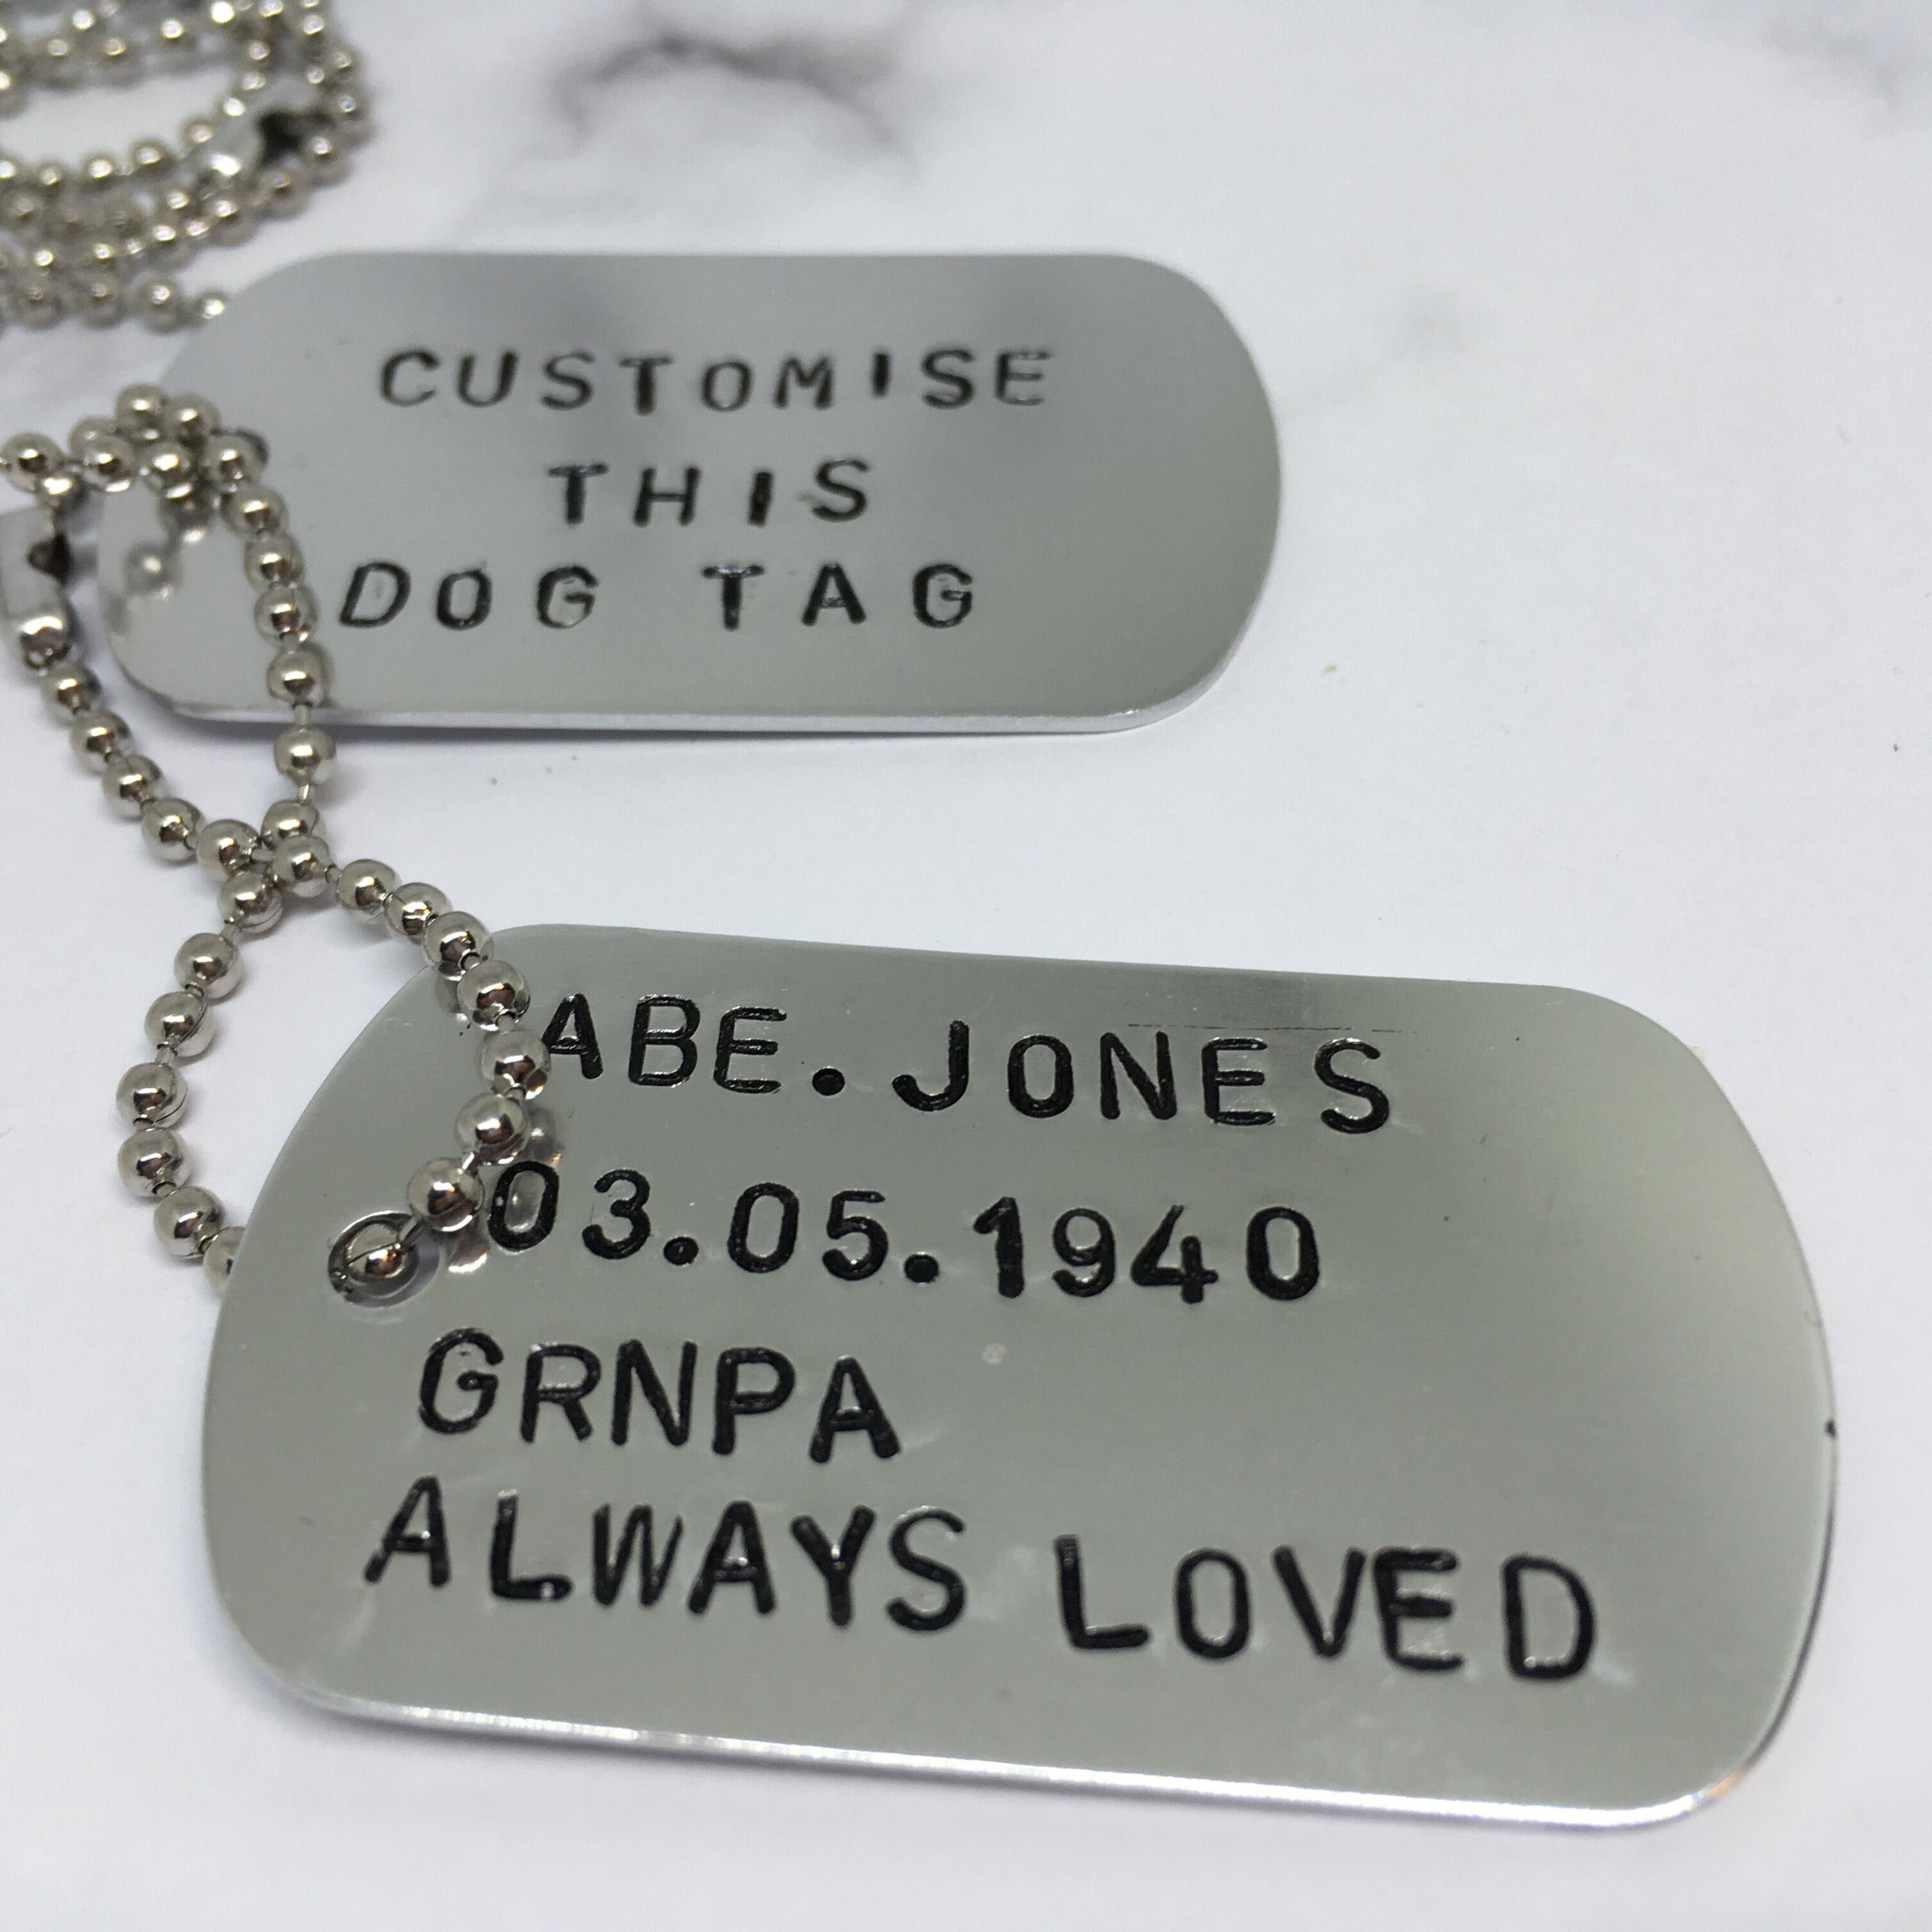 CUSTOMISE
THIS
DOG TAG
ABE.JONES
03.05.1940
GRNPA
ALWAYS LOVED